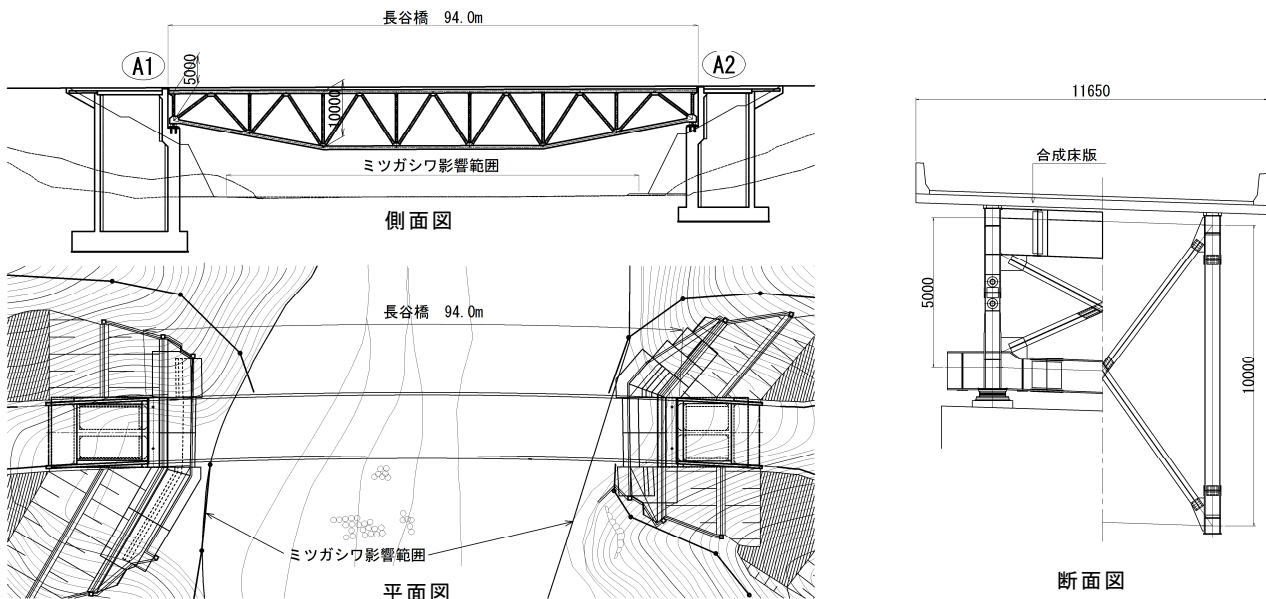 長谷橋 94.0m
A1
A2
5000
10000
ミツガシワ影響範囲
側面図
長谷橋 94.0m
ミツガシワ影響範囲
平面図
11650
合成床版
5000
10000
断面図